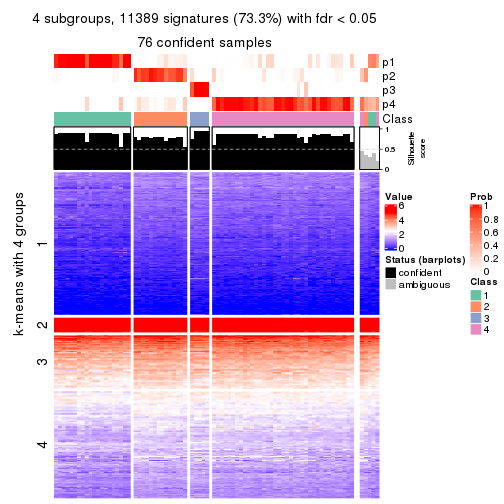 4 subgroups, 11389 signatures (73.3%) with fdr < 0.05
76 confident samples
p1
p2
p3
p4
Class
1
0.5
0
Silhouette
score
k-means with 4 groups
1
2
3
4
Value
6
4
2
0
Status (barplots)
confident
ambiguous
Prob
1
0.8
0.6
0.4
0.2
0
Class
1
2
3
4